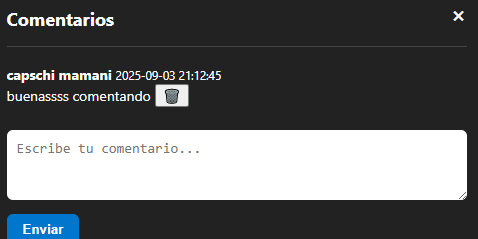 Comentarios ×
capschi mamani 2025-09-03 21:12:45
buenassss comentando
Escribe tu comentario...
Enviar